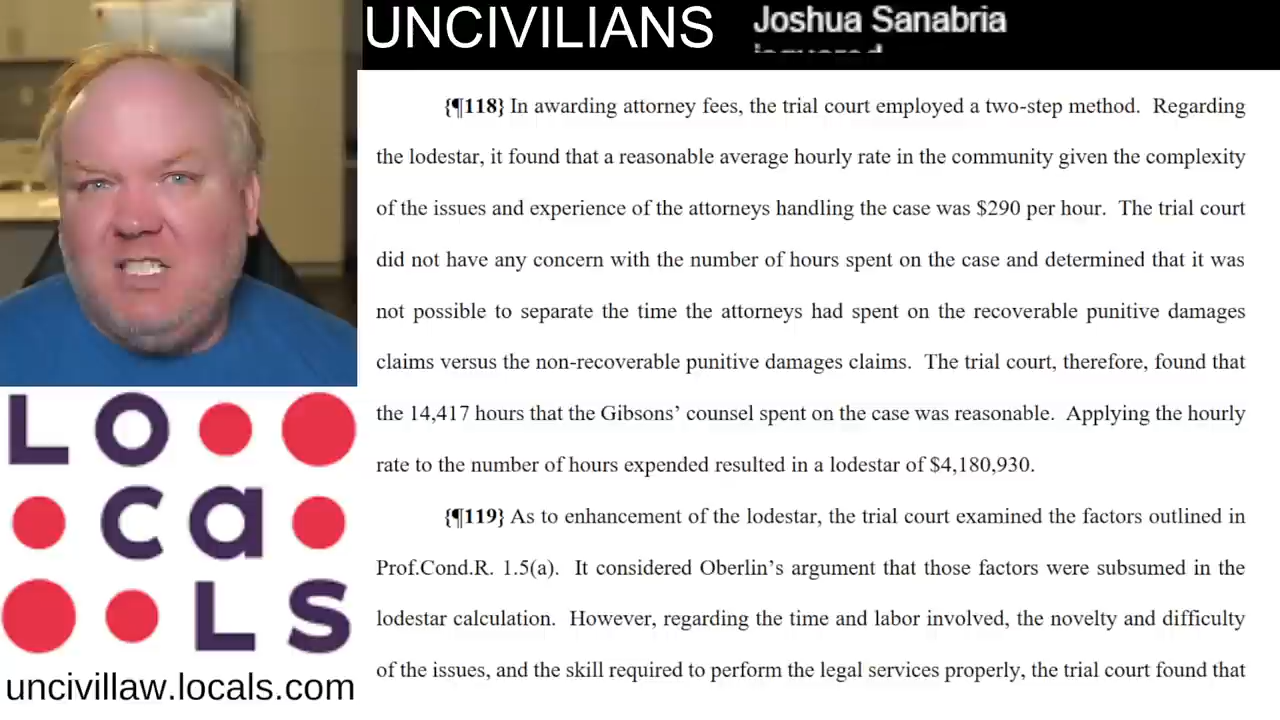 UNCIVILIANS
Joshua Sanabria
{¶118} In awarding attorney fees, the trial court employed a two-step method. Regarding
the lodestar, it found that a reasonable average hourly rate in the community given the complexity
of the issues and experience of the attorneys handling the case was $290 per hour. The trial court
did not have any concern with the number of hours spent on the case and determined that it was
not possible to separate the time the attorneys had spent on the recoverable punitive damages
claims versus the non-recoverable punitive damages claims. The trial court, therefore, found that
the 14,417 hours that the Gibsons’ counsel spent on the case was reasonable. Applying the hourly
rate to the number of hours expended resulted in a lodestar of $4,180,930.
{¶119} As to enhancement of the lodestar, the trial court examined the factors outlined in
Prof.Cond.R. 1.5(a). It considered Oberlin’s argument that those factors were subsumed in the
lodestar calculation. However, regarding the time and labor involved, the novelty and difficulty
of the issues, and the skill required to perform the legal services properly, the trial court found that
LO
ca
LS
uncivillaw.locals.com